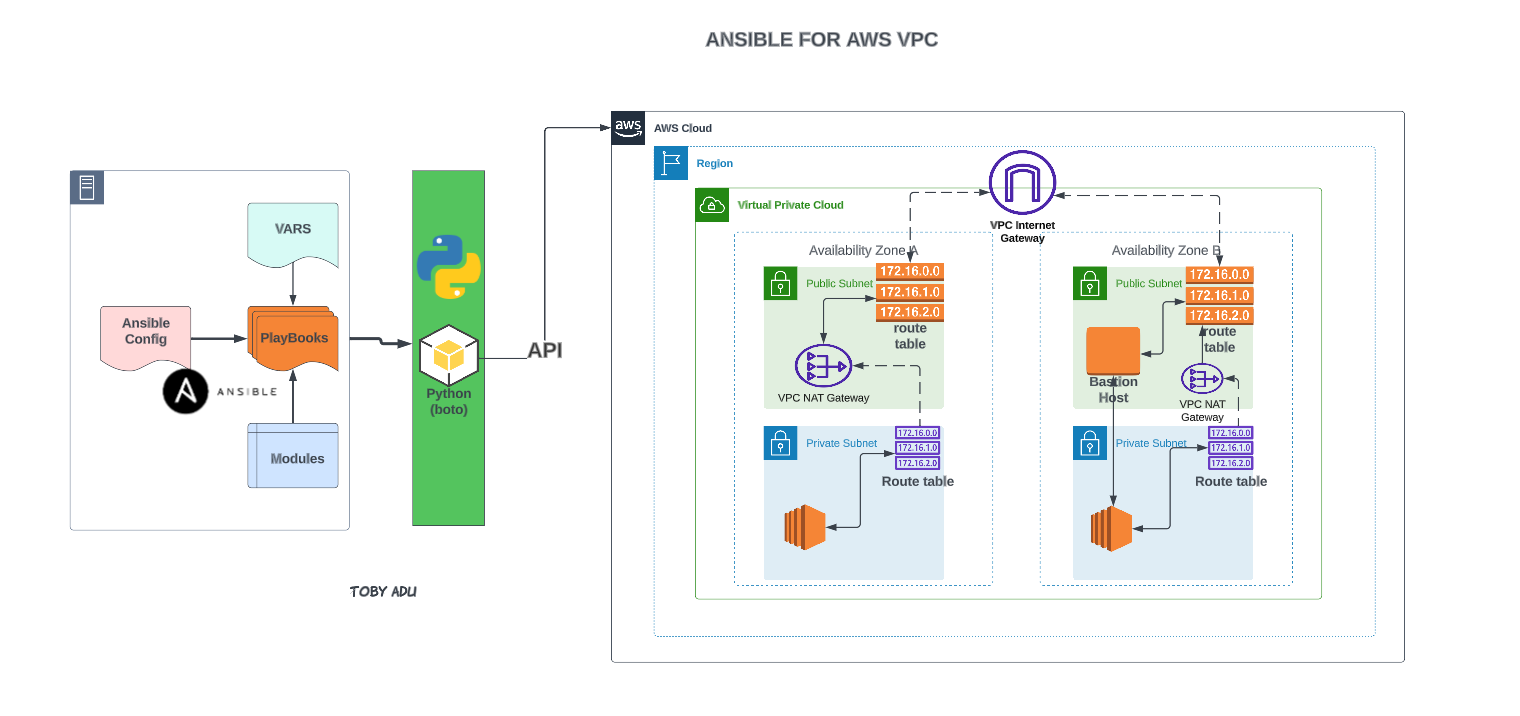 ANSIBLE FOR AWS VPC
aws
AWS Cloud
Region
Virtual Private Cloud
VPC Internet
Gateway
VARS
Ansible
Config
PlayBooks
A
ANSIBLE
Modules
Python
(boto)
API
Availability Zone A
Public Subnet
172.16.0.0
172.16.1.0
172.16.2.0
route
table
VPC NAT Gateway
Private Subnet
172.16.0.0
172.16.1.0
172.16.2.0
Route table
Availability Zone B
Public Subnet
172.16.0.0
172.16.1.0
172.16.2.0
route
table
Bastion
Host
VPC NAT
Gateway
Private Subnet
172.16.0.0
172.16.1.0
172.16.2.0
Route table
TOBY ADU